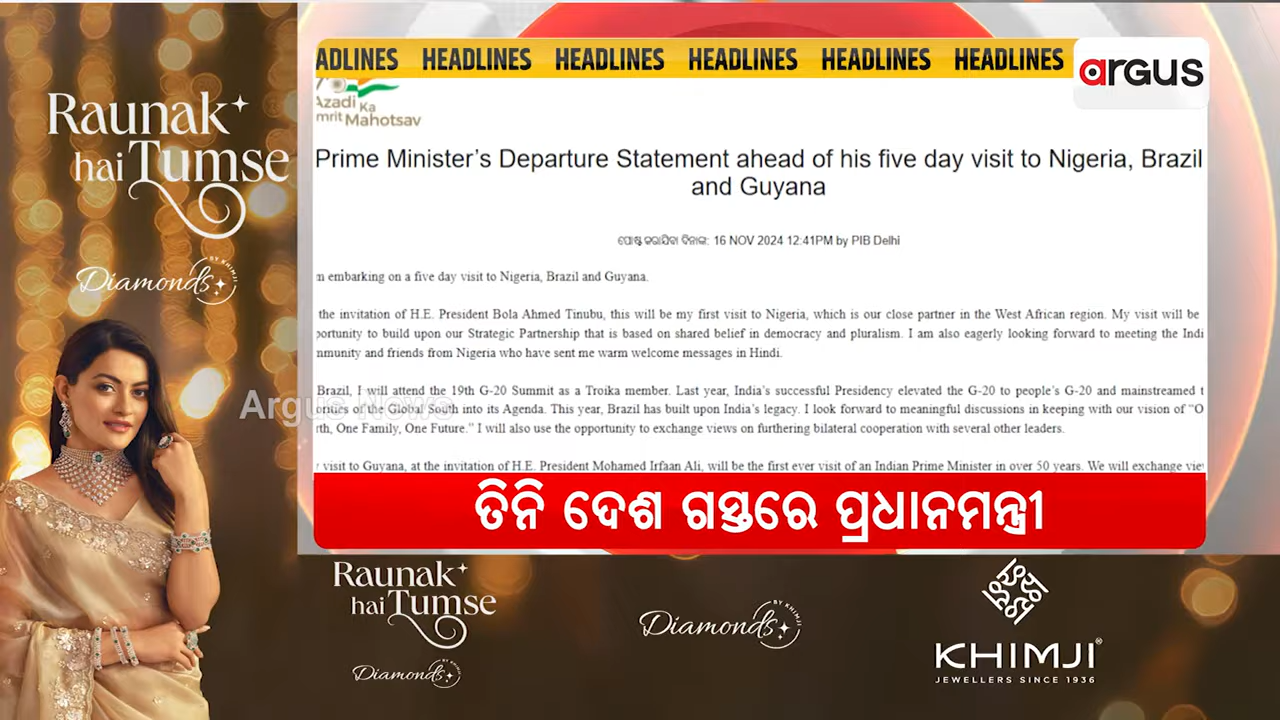 Raunak
hai Tumse
Diamonds
BY KHIMJI
ADLINES HEADLINES HEADLINES HEADLINES HEADLINES HEADLINES
argus
Azadi Ka
mrit Mahotsav
Prime Minister's Departure Statement ahead of his five day visit to Nigeria, Brazil
and Guyana
ପୋଷ୍ଟ କରାଯିବା ଦିନାଙ୍କ: 16 NOV 2024 12:41PM by PIB Delhi
embarking on a five day visit to Nigeria, Brazil and Guyana.
the invitation of H.E. President Bola Ahmed Tinubu, this will be my first visit to Nigeria, which is our close partner in the West African region. My visit will be
portunity to build upon our Strategic Partnership that is based on shared belief in democracy and pluralism. I am also eagerly looking forward to meeting the Indi
mmunity and friends from Nigeria who have sent me warm welcome messages in Hindi.
Brazil, I will attend the 19th G-20 Summit as a Troika member. Last year, India's successful Presidency elevated the G-20 to people's G-20 and mainstreamed t
orities of the Global South into its Agenda. This year, Brazil has built upon India's legacy. I look forward to meaningful discussions in keeping with our vision of "O
rth, One Family, One Future." I will also use the opportunity to exchange views on furthering bilateral cooperation with several other leaders.
visit to Guyana, at the invitation of H.E. President Mohamed Irfaan Ali, will be the first ever visit of an Indian Prime Minister in over 50 years. We will exchange vie
Argus News
ତିନି ଦେଶ ଗସ୍ତରେ ପ୍ରଧାନମନ୍ତ୍ରୀ
Raunak
hai Tumse
Diamonds
BY KHIMJI
Diamonds
BY KHIMJI
KHIMJI®
JEWELLERS SINCE 1936